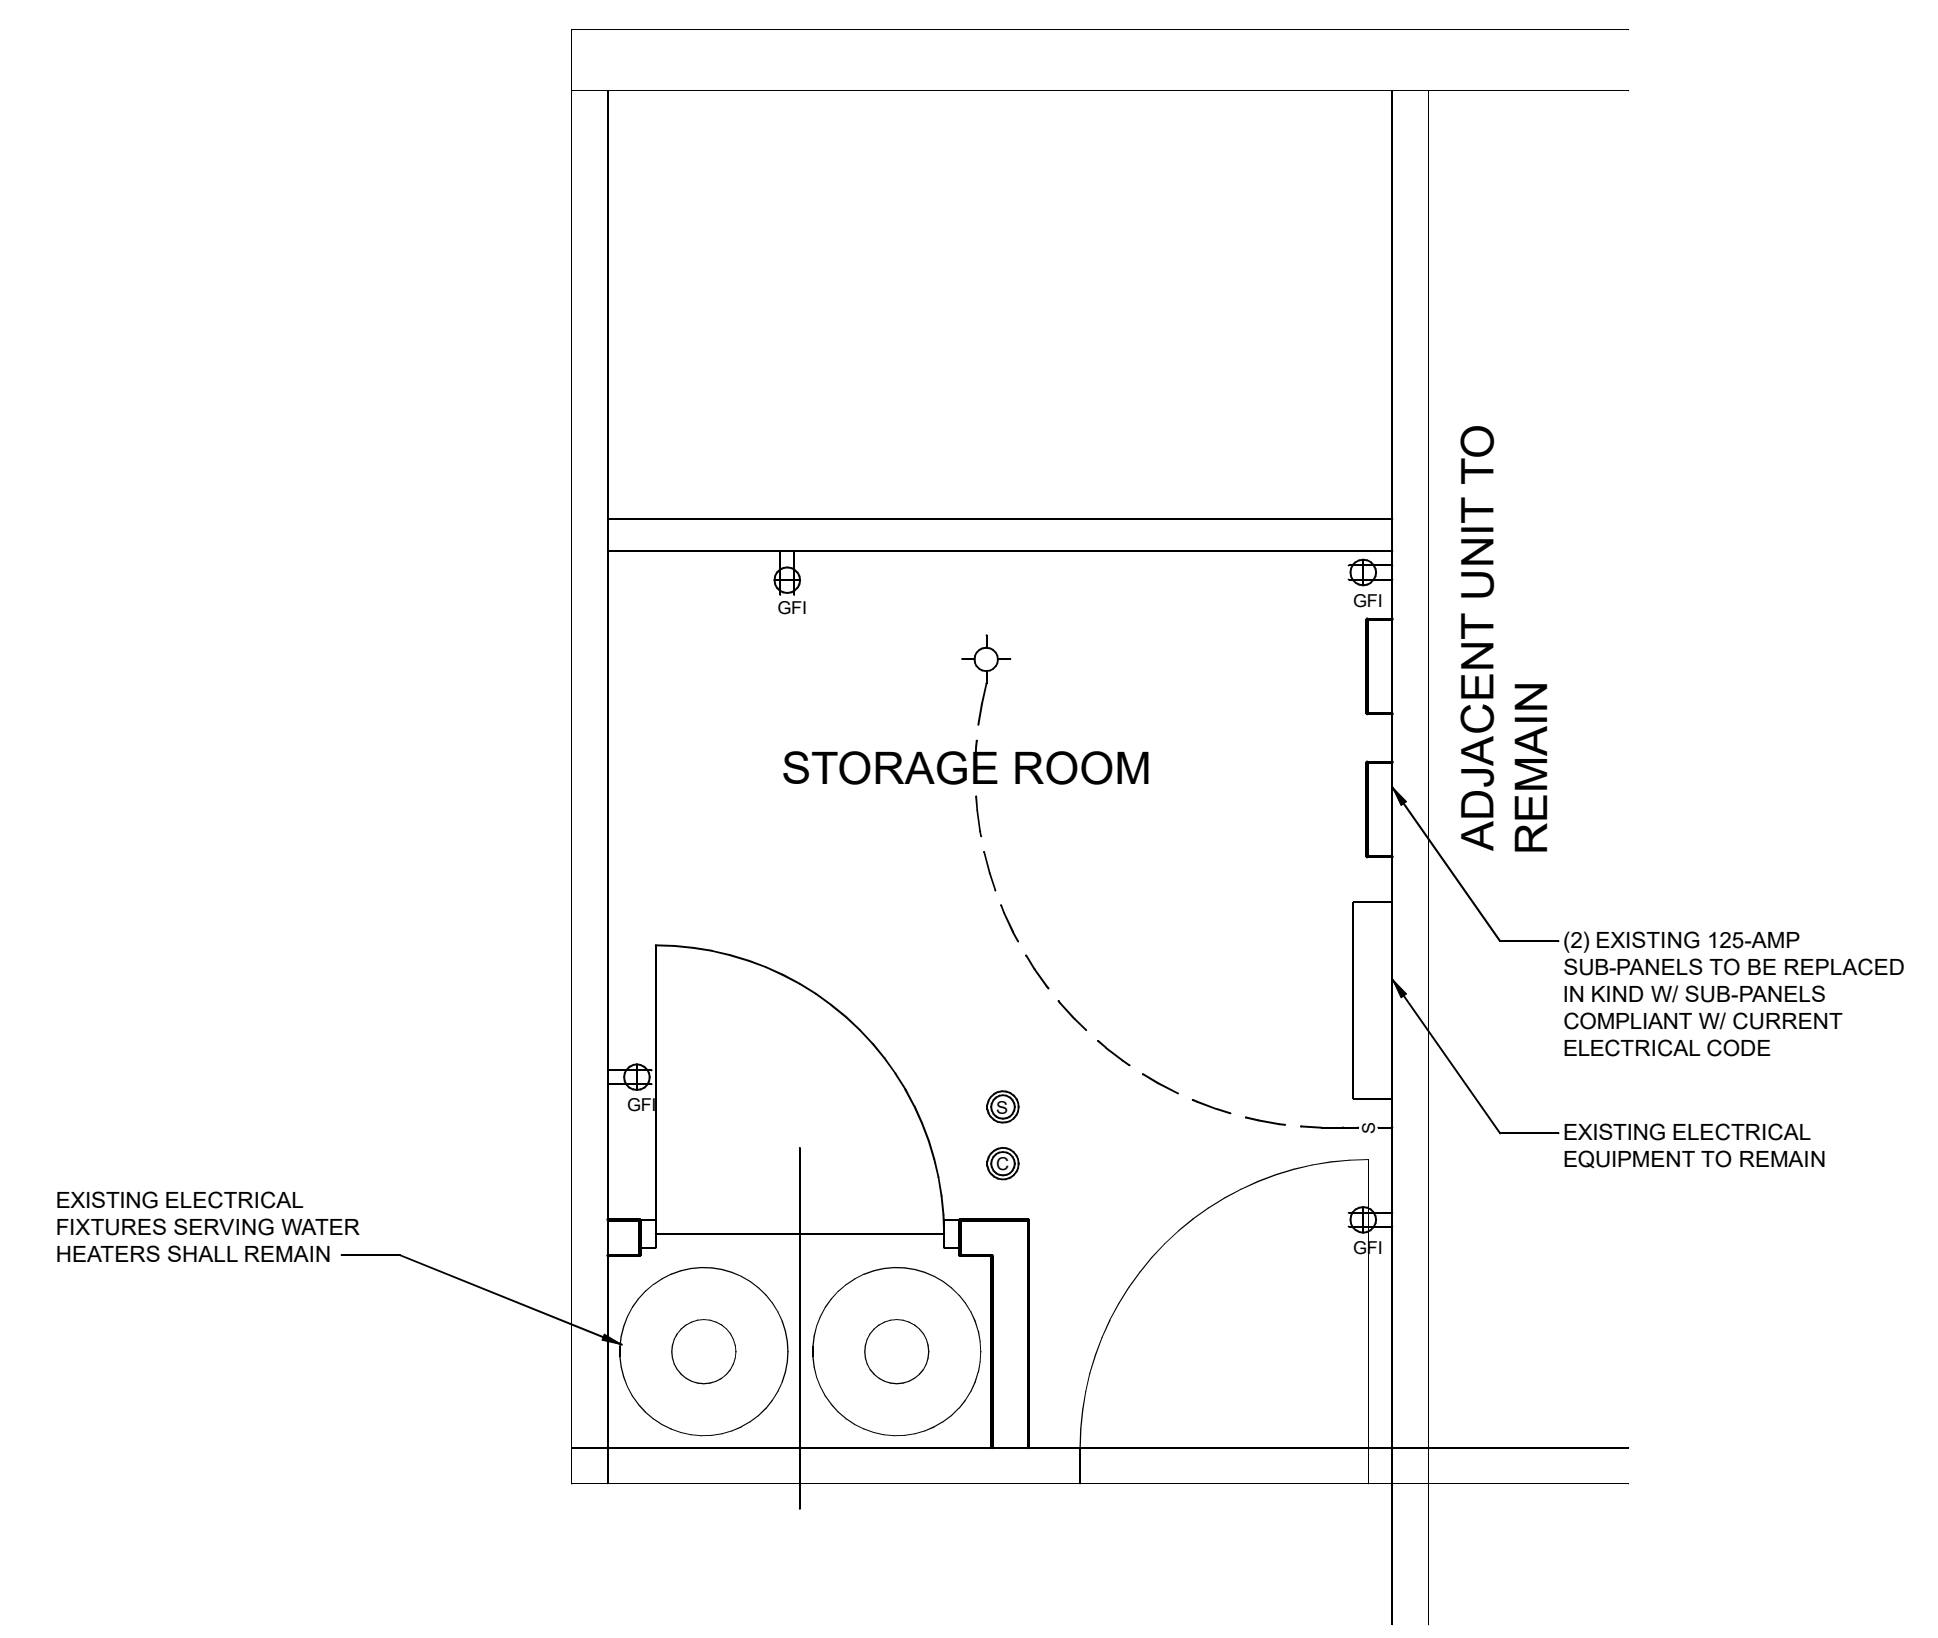 ADJACENT UNIT TO
REMAIN
GFI
GFI
STORAGE ROOM
(2) EXISTING 125-AMP
SUB-PANELS TO BE REPLACED
IN KIND W/ SUB-PANELS
COMPLIANT W/ CURRENT
ELECTRICAL CODE
GFI
S
S
C
EXISTING ELECTRICAL
EQUIPMENT TO REMAIN
EXISTING ELECTRICAL
FIXTURES SERVING WATER
HEATERS SHALL REMAIN
GFI